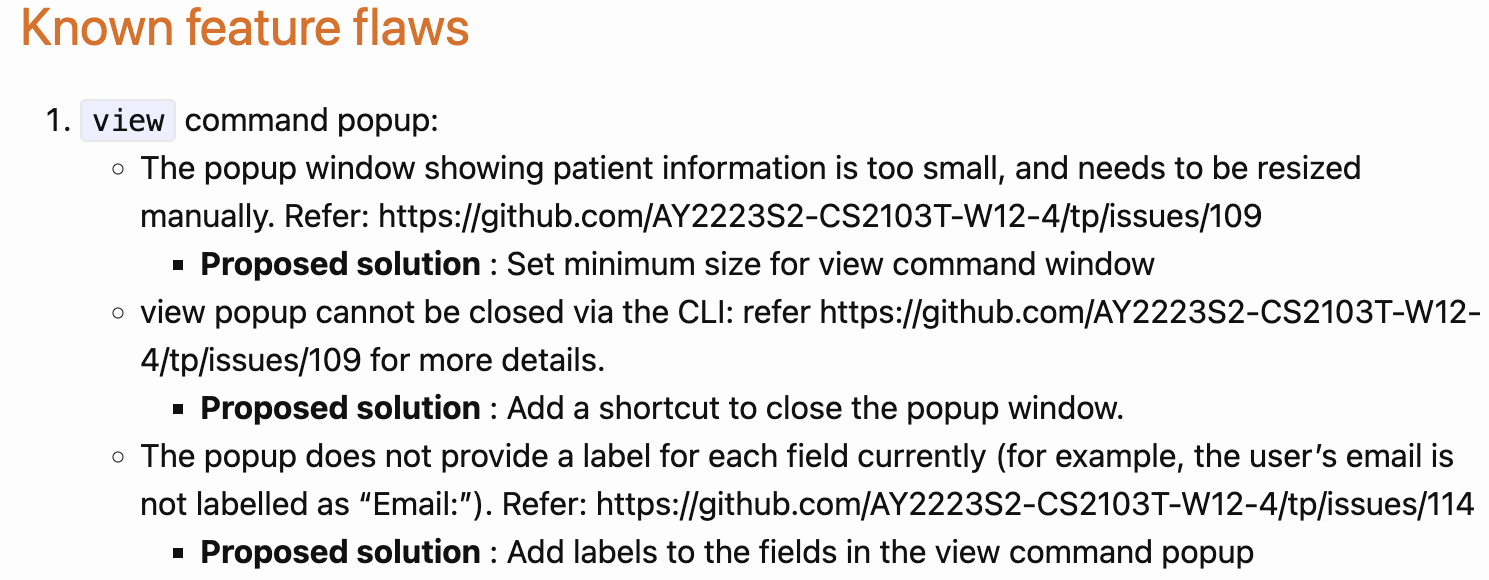 Known feature flaws
1. view command popup:
◦ The popup window showing patient information is too small, and needs to be resized
manually. Refer: https://github.com/AY2223S2-CS2103T-W12-4/tp/issues/109
▪ Proposed solution : Set minimum size for view command window
◦ view popup cannot be closed via the CLI: refer https://github.com/AY2223S2-CS2103T-W12-
4/tp/issues/109 for more details.
▪ Proposed solution : Add a shortcut to close the popup window.
◦ The popup does not provide a label for each field currently (for example, the user’s email is
not labelled as “Email:”). Refer: https://github.com/AY2223S2-CS2103T-W12-4/tp/issues/114
▪ Proposed solution : Add labels to the fields in the view command popup